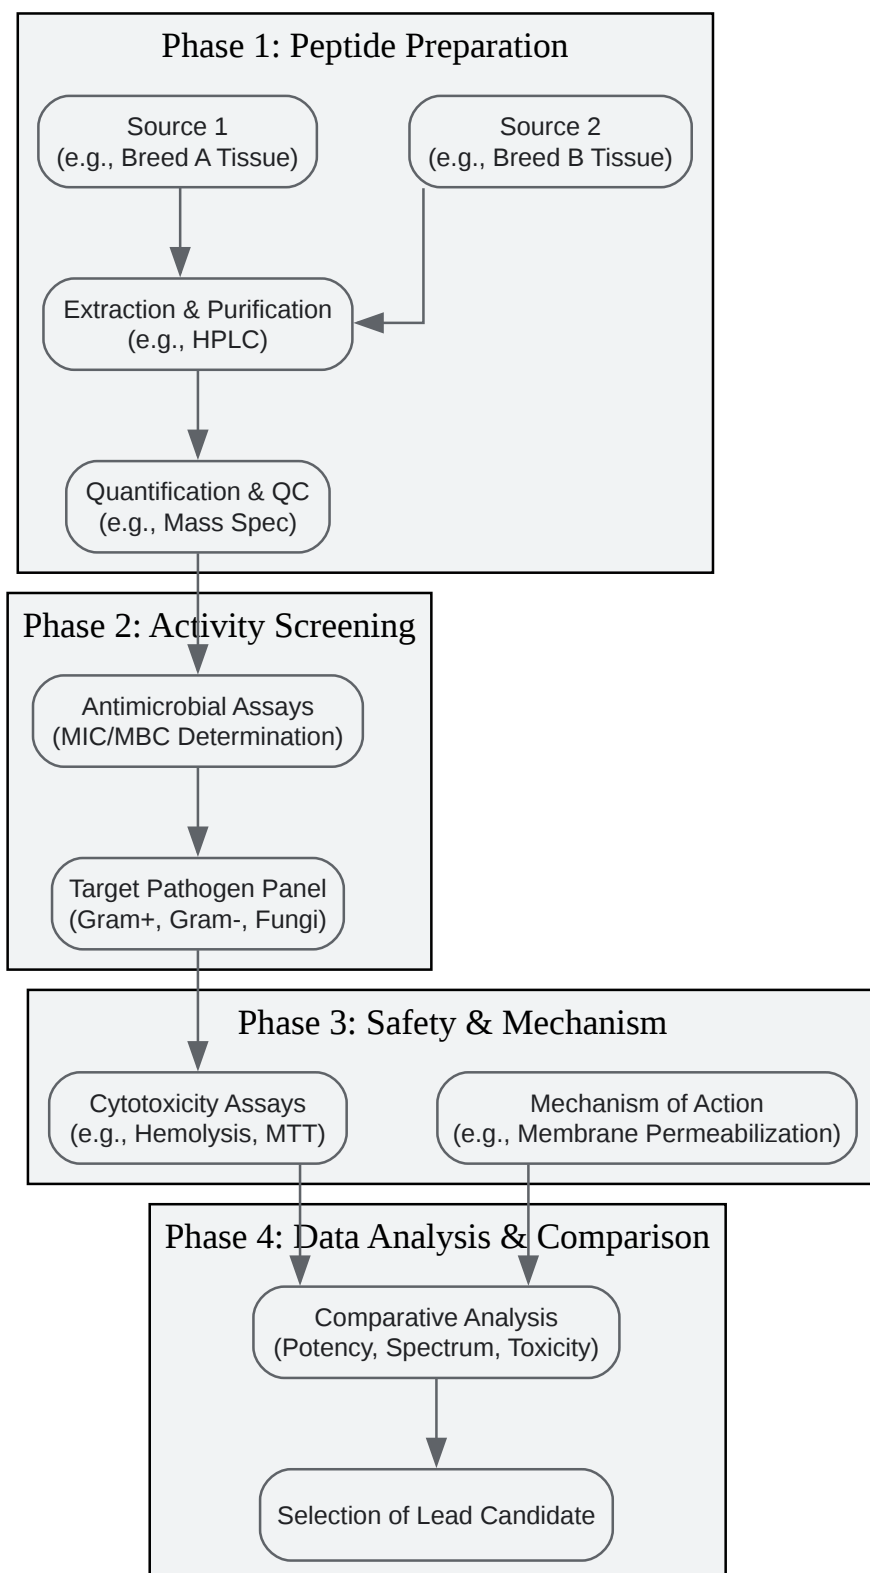 Phase 1: Peptide Preparation
Source 1
(e.g., Breed A Tissue)
Source 2
(e.g., Breed B Tissue)
Extraction & Purification
(e.g., HPLC)
Quantification & QC
(e.g., Mass Spec)
Phase 2: Activity Screening
Antimicrobial Assays
(MIC/MBC Determination)
Target Pathogen Panel
(Gram+, Gram-, Fungi)
Phase 3: Safety & Mechanism
Cytotoxicity Assays
(e.g., Hemolysis, MTT)
Mechanism of Action
(e.g., Membrane Permeabilization)
Phase 4: Data Analysis & Comparison
Comparative Analysis
(Potency, Spectrum, Toxicity)
Selection of Lead Candidate